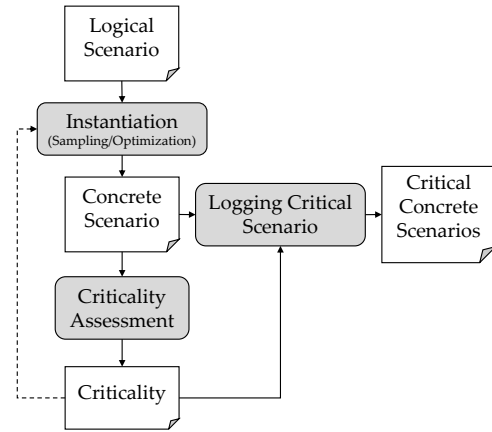 Logical
Scenario
Instantiation
(Sampling/Optimization)
Concrete
Scenario
Logging Critical
Scenario
Critical
Concrete
Scenarios
Criticality
Assessment
Criticality